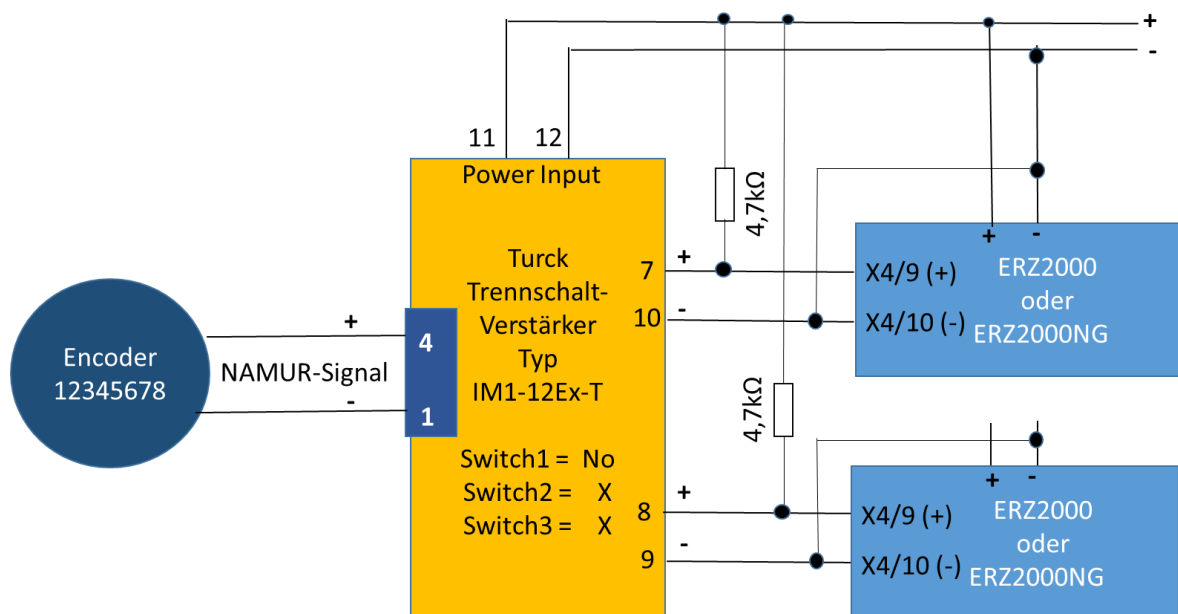 +
-
11
12
Power Input
4,7kΩ
Turck
Trennschalt-
Verstärker
Typ
IM1-12Ex-T
Switch1 = No
Switch2 = X
Switch3 = X
7
+
10
-
8
+
9
-
Encoder
12345678
+
NAMUR-Signal
-
4
1
4,7kΩ
+
-
X4/9 (+)
X4/10 (-)
ERZ2000
oder
ERZ2000NG
+
-
X4/9 (+)
X4/10 (-)
ERZ2000
oder
ERZ2000NG